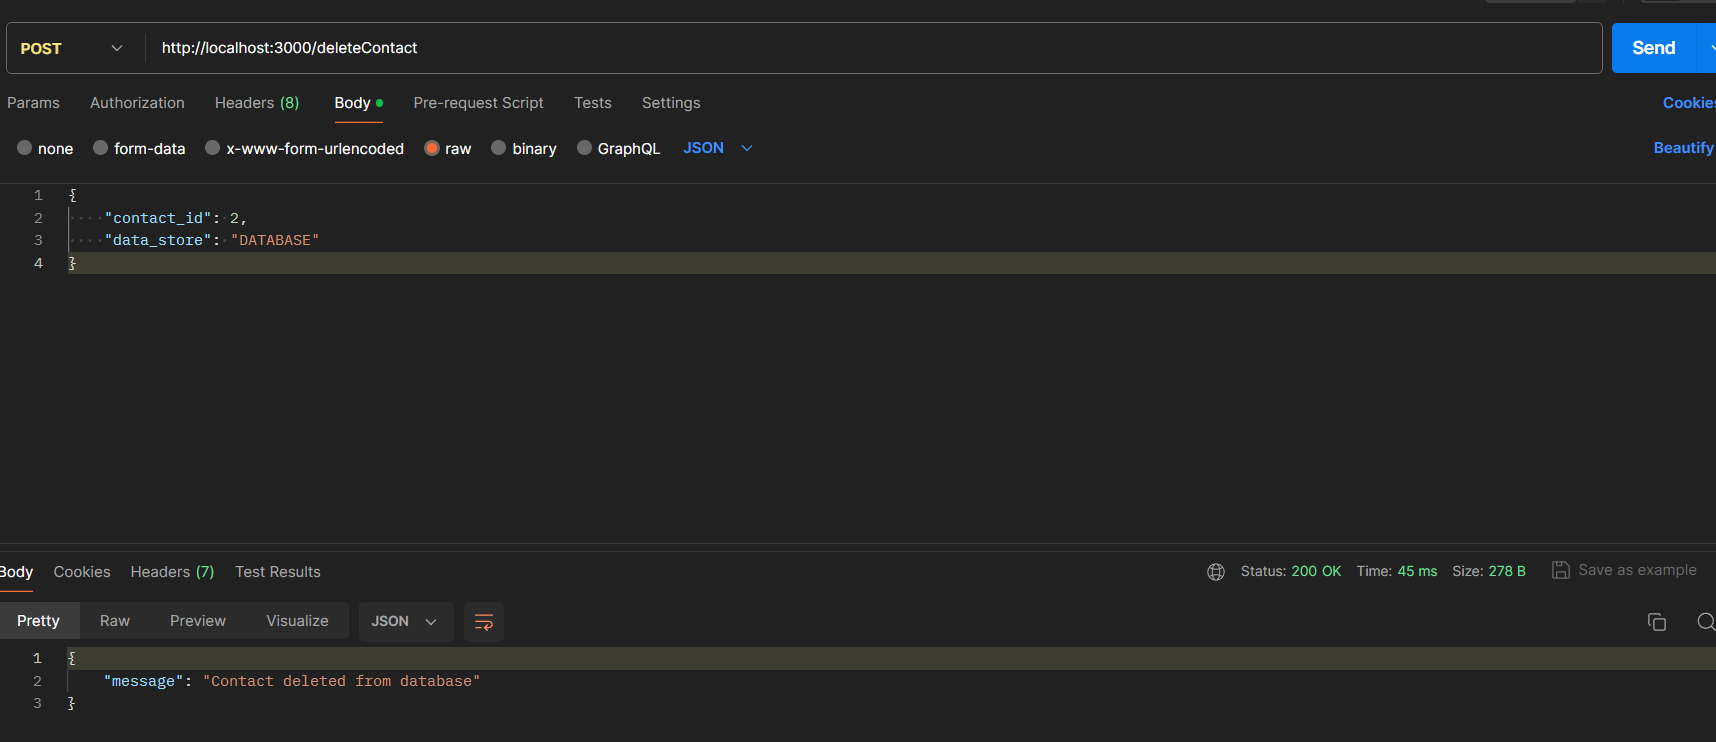 POST http://localhost:3000/deleteContact Send
Params Authorization Headers (8) Body Pre-request Script Tests Settings Cookies
none form-data x-www-form-urlencoded raw binary GraphQL JSON Beautify
1 {
2 "contact_id": 2,
3 "data_store": "DATABASE"
4 }
Body Cookies Headers (7) Test Results Status: 200 OK Time: 45 ms Size: 278 B Save as example
Pretty Raw Preview Visualize JSON
1 {
2 "message": "Contact deleted from database"
3 }